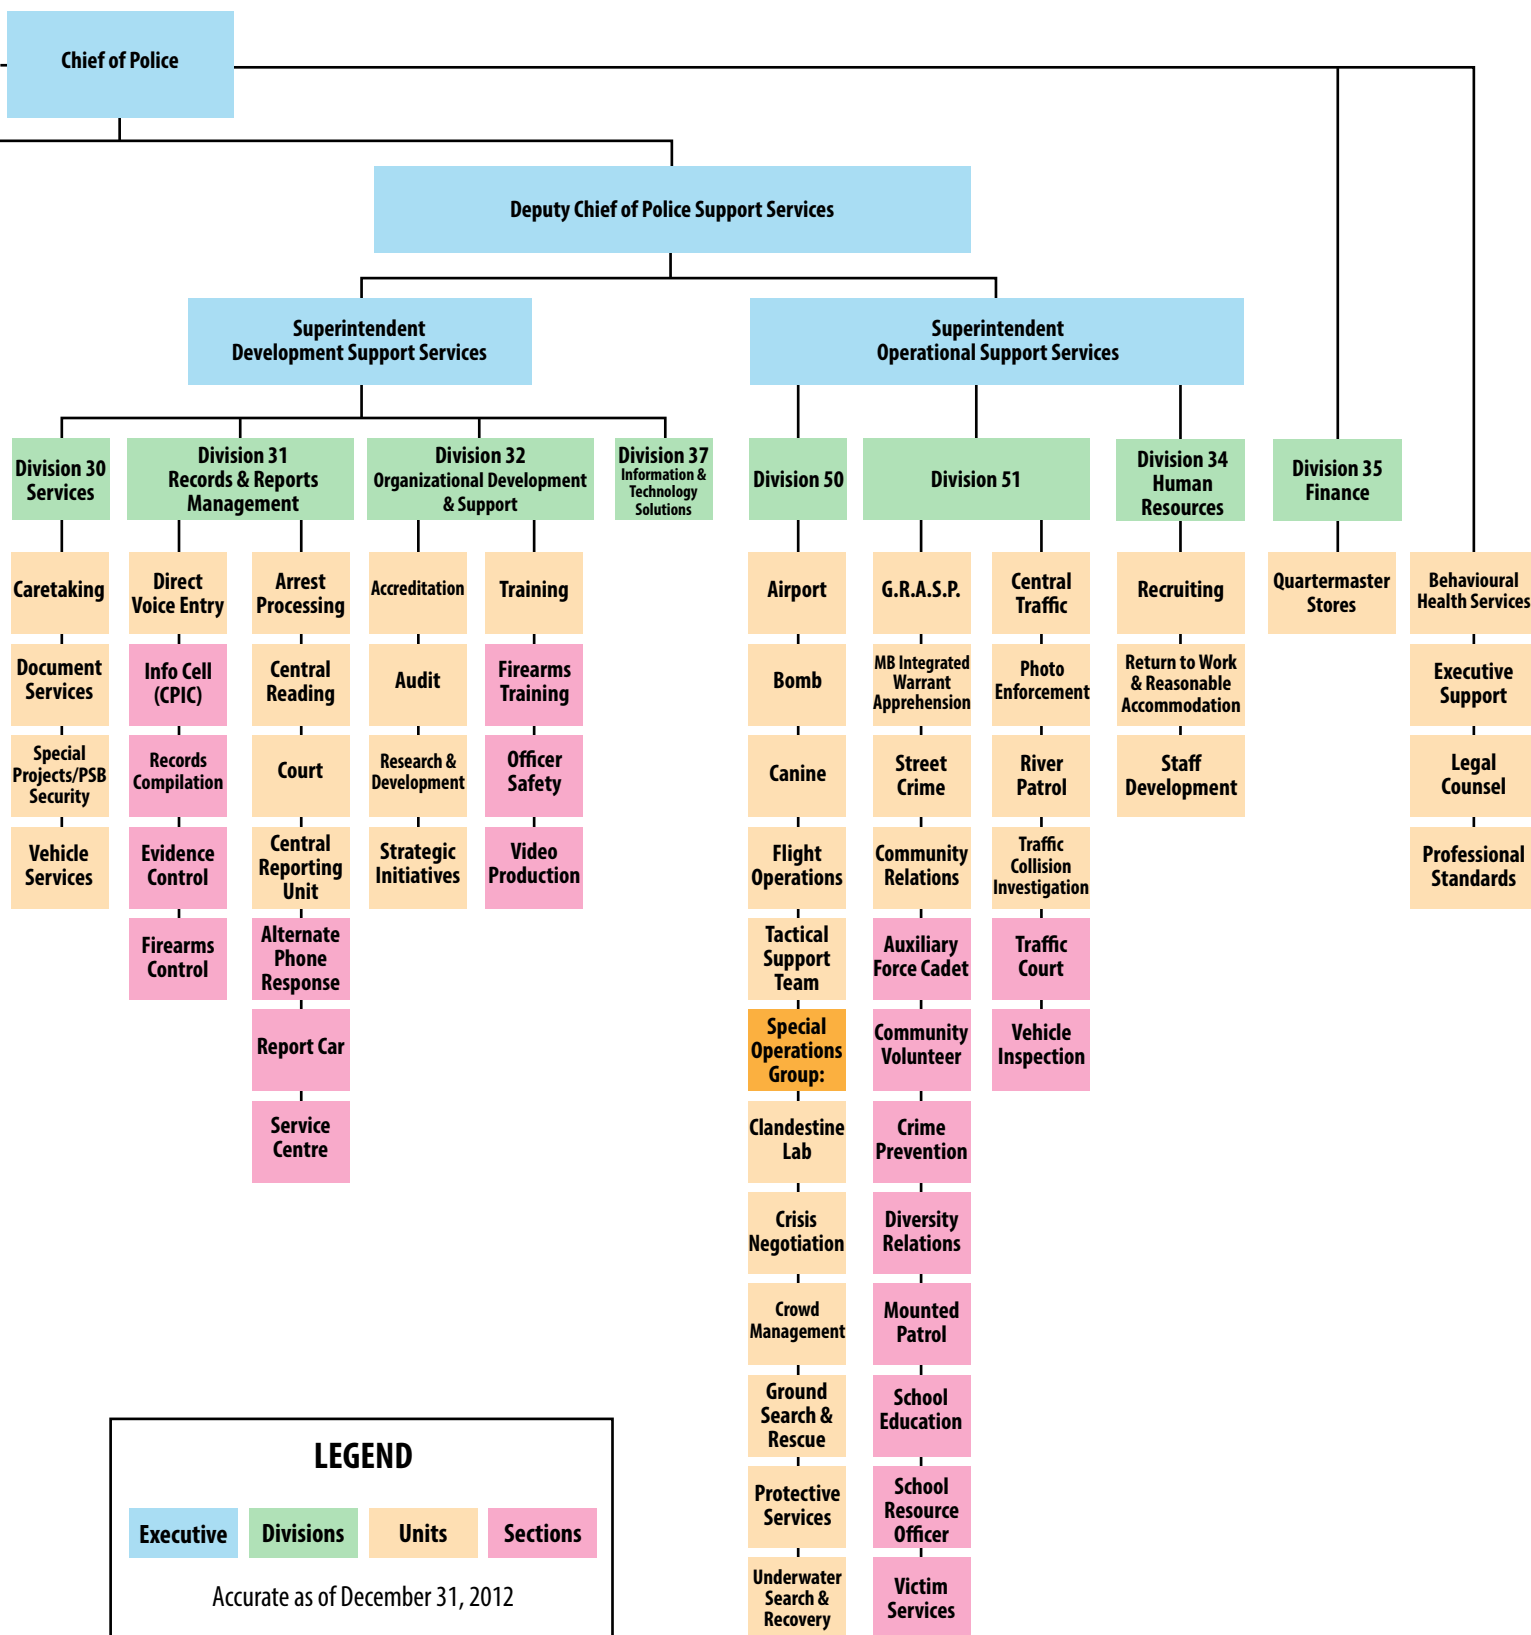 Chief of Police
Deputy Chief of Police Support Services
Superintendent
Development Support Services
Superintendent
Operational Support Services
Division 30
Services
Division 31
Records & Reports
Management
Division 32
Organizational Development
& Support
Division 37
Information &
Technology
Solutions
Division 50
Division 51
Division 34
Human
Resources
Division 35
Finance
Caretaking
Document
Services
Special
Projects/PSB
Security
Vehicle
Services
Direct
Voice Entry
Info Cell
(CPIC)
Records
Compilation
Evidence
Control
Firearms
Control
Arrest
Processing
Central
Reading
Court
Central
Reporting
Unit
Alternate
Phone
Response
Report Car
Service
Centre
Accreditation
Audit
Research &
Development
Strategic
Initiatives
Training
Firearms
Training
Officer
Safety
Video
Production
Airport
Bomb
Canine
Flight
Operations
Tactical
Support
Team
Special
Operations
Group:
Clandestine
Lab
Crisis
Negotiation
Crowd
Management
Ground
Search &
Rescue
Protective
Services
Underwater
Search &
Recovery
G.R.A.S.P.
MB Integrated
Warrant
Apprehension
Street
Crime
Community
Relations
Auxiliary
Force Cadet
Community
Volunteer
Crime
Prevention
Diversity
Relations
Mounted
Patrol
School
Education
School
Resource
Officer
Victim
Services
Central
Traffic
Photo
Enforcement
River
Patrol
Traffic
Collision
Investigation
Traffic
Court
Vehicle
Inspection
Recruiting
Return to Work
& Reasonable
Accommodation
Staff
Development
Quartermaster
Stores
Behavioural
Health Services
Executive
Support
Legal
Counsel
Professional
Standards
LEGEND
Executive
Divisions
Units
Sections
Accurate as of December 31, 2012